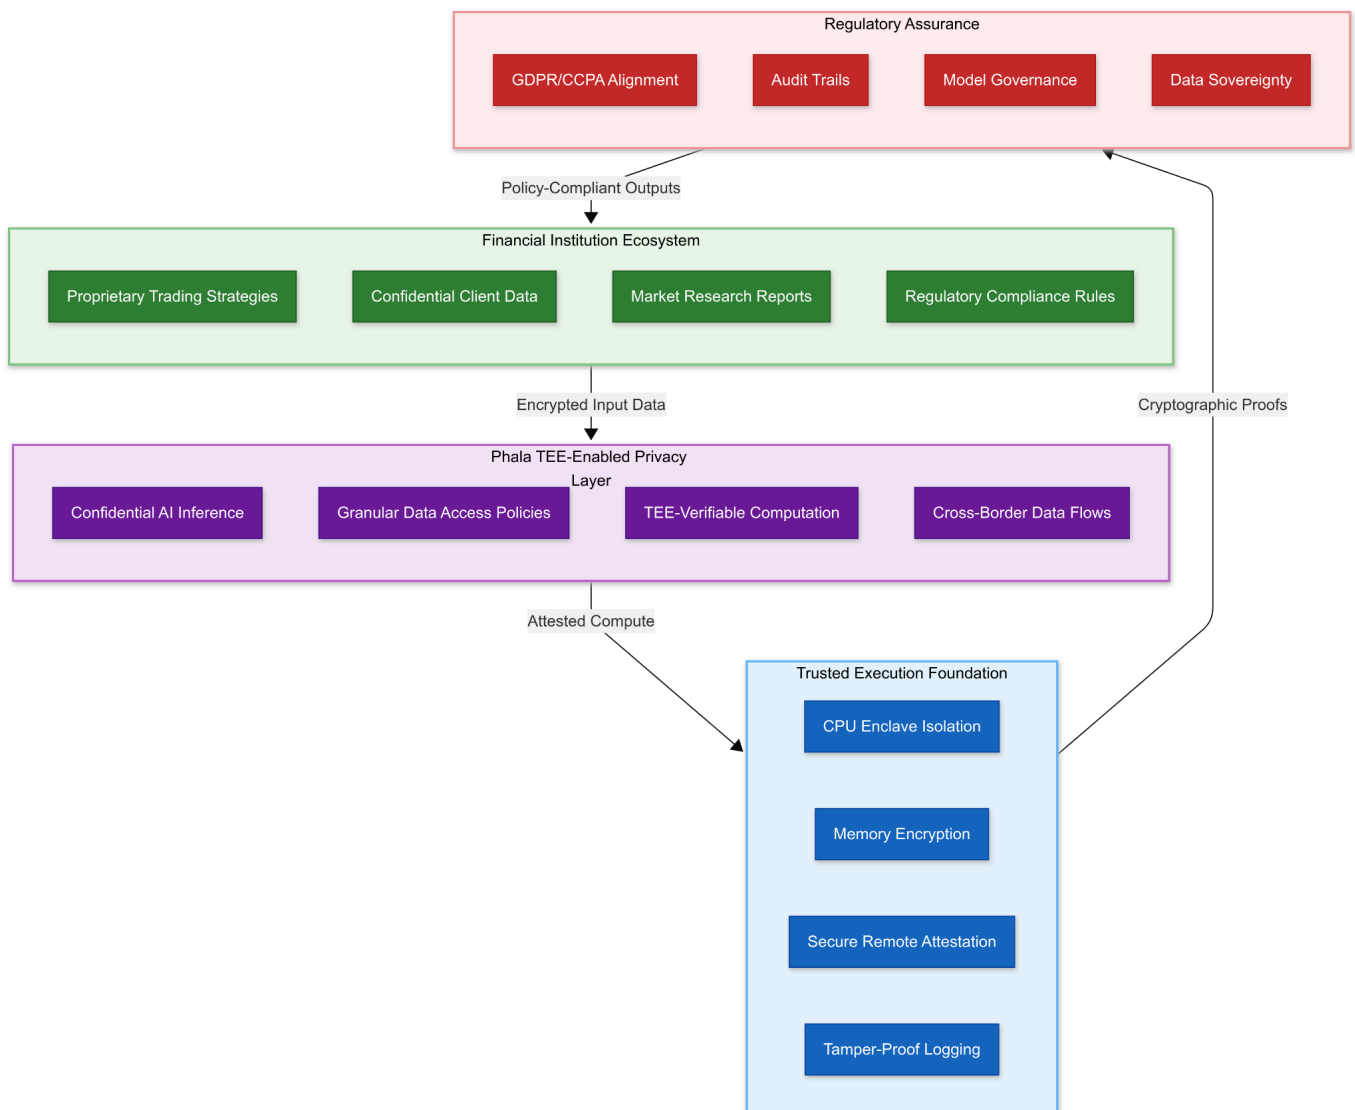 Regulatory Assurance
GDPR/CCPA Alignment
Audit Trails
Model Governance
Data Sovereignty
Policy-Compliant Outputs
Financial Institution Ecosystem
Proprietary Trading Strategies
Confidential Client Data
Market Research Reports
Regulatory Compliance Rules
Encrypted Input Data
Cryptographic Proofs
Phala TEE-Enabled Privacy
Layer
Confidential AI Inference
Granular Data Access Policies
TEE-Verifiable Computation
Cross-Border Data Flows
Attested Compute
Trusted Execution Foundation
CPU Enclave Isolation
Memory Encryption
Secure Remote Attestation
Tamper-Proof Logging